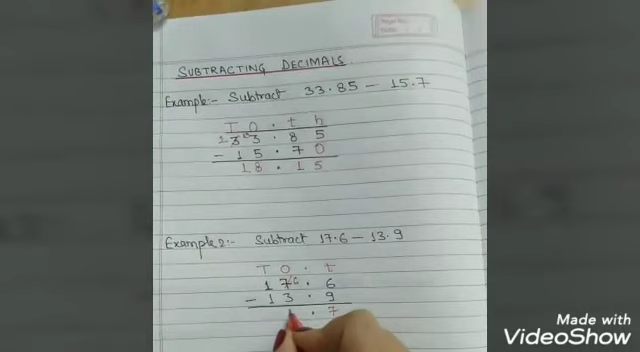 SUBTRACTING DECIMALS
Example:- Subtract 33.85 - 15.7
T O . t h
2 3 3 . 8 5
- 1 5 . 7 0
1 8 . 1 5
Example 2:- Subtract 17.6 - 13.9
T O . t
1 7 6 . 6
- 1 3 . 9
. 7
Made with
VideoShow